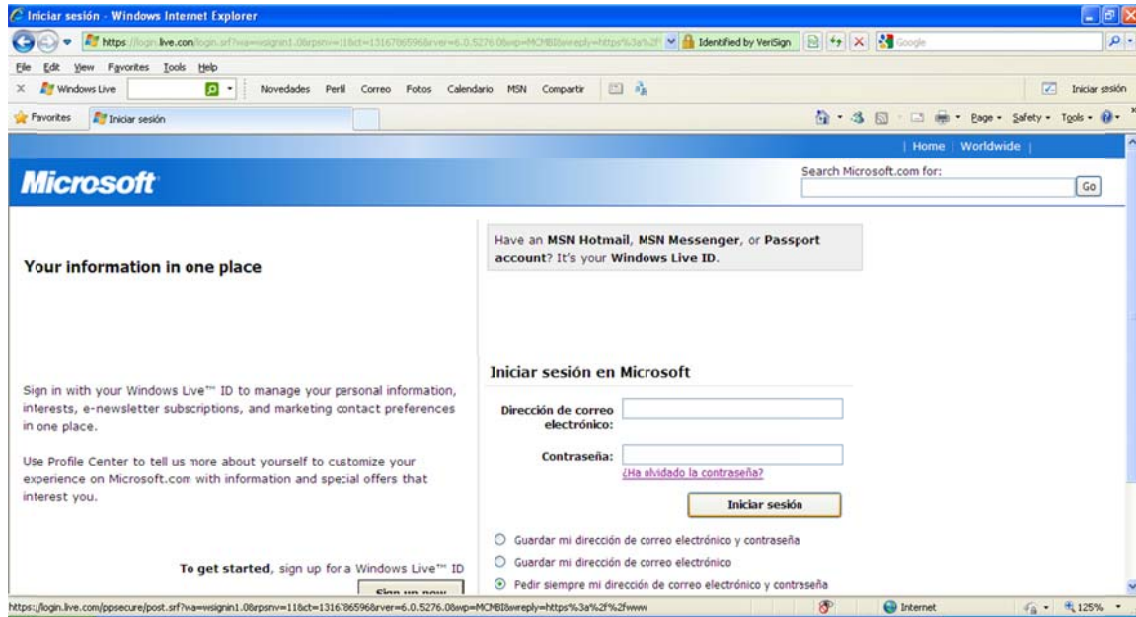 Iniciar sesión - Windows Internet Explorer
Identified by VeriSign
Google
File Edit View Favorites Tools Help
Windows Live Novedades Perfil Correo Fotos Calendario MSN Compartir Iniciar sesión
Favorites Iniciar sesión Page Safety Tools
Home Worldwide
Microsoft
Search Microsoft.com for:
Go
Your information in one place
Sign in with your Windows Live™ ID to manage your personal information,
interests, e-newsletter subscriptions, and marketing contact preferences
in one place.
Use Profile Center to tell us more about yourself to customize your
experience on Microsoft.com with information and special offers that
interest you.
To get started, sign up for a Windows Live™ ID
Sign up now
Have an MSN Hotmail, MSN Messenger, or Passport
account? It's your Windows Live ID.
Iniciar sesión en Microsoft
Dirección de correo
electrónico:
Contraseña:
¿Ha olvidado la contraseña?
Iniciar sesión
Guardar mi dirección de correo electrónico y contraseña
Guardar mi dirección de correo electrónico
Pedir siempre mi dirección de correo electrónico y contraseña
Internet
125%